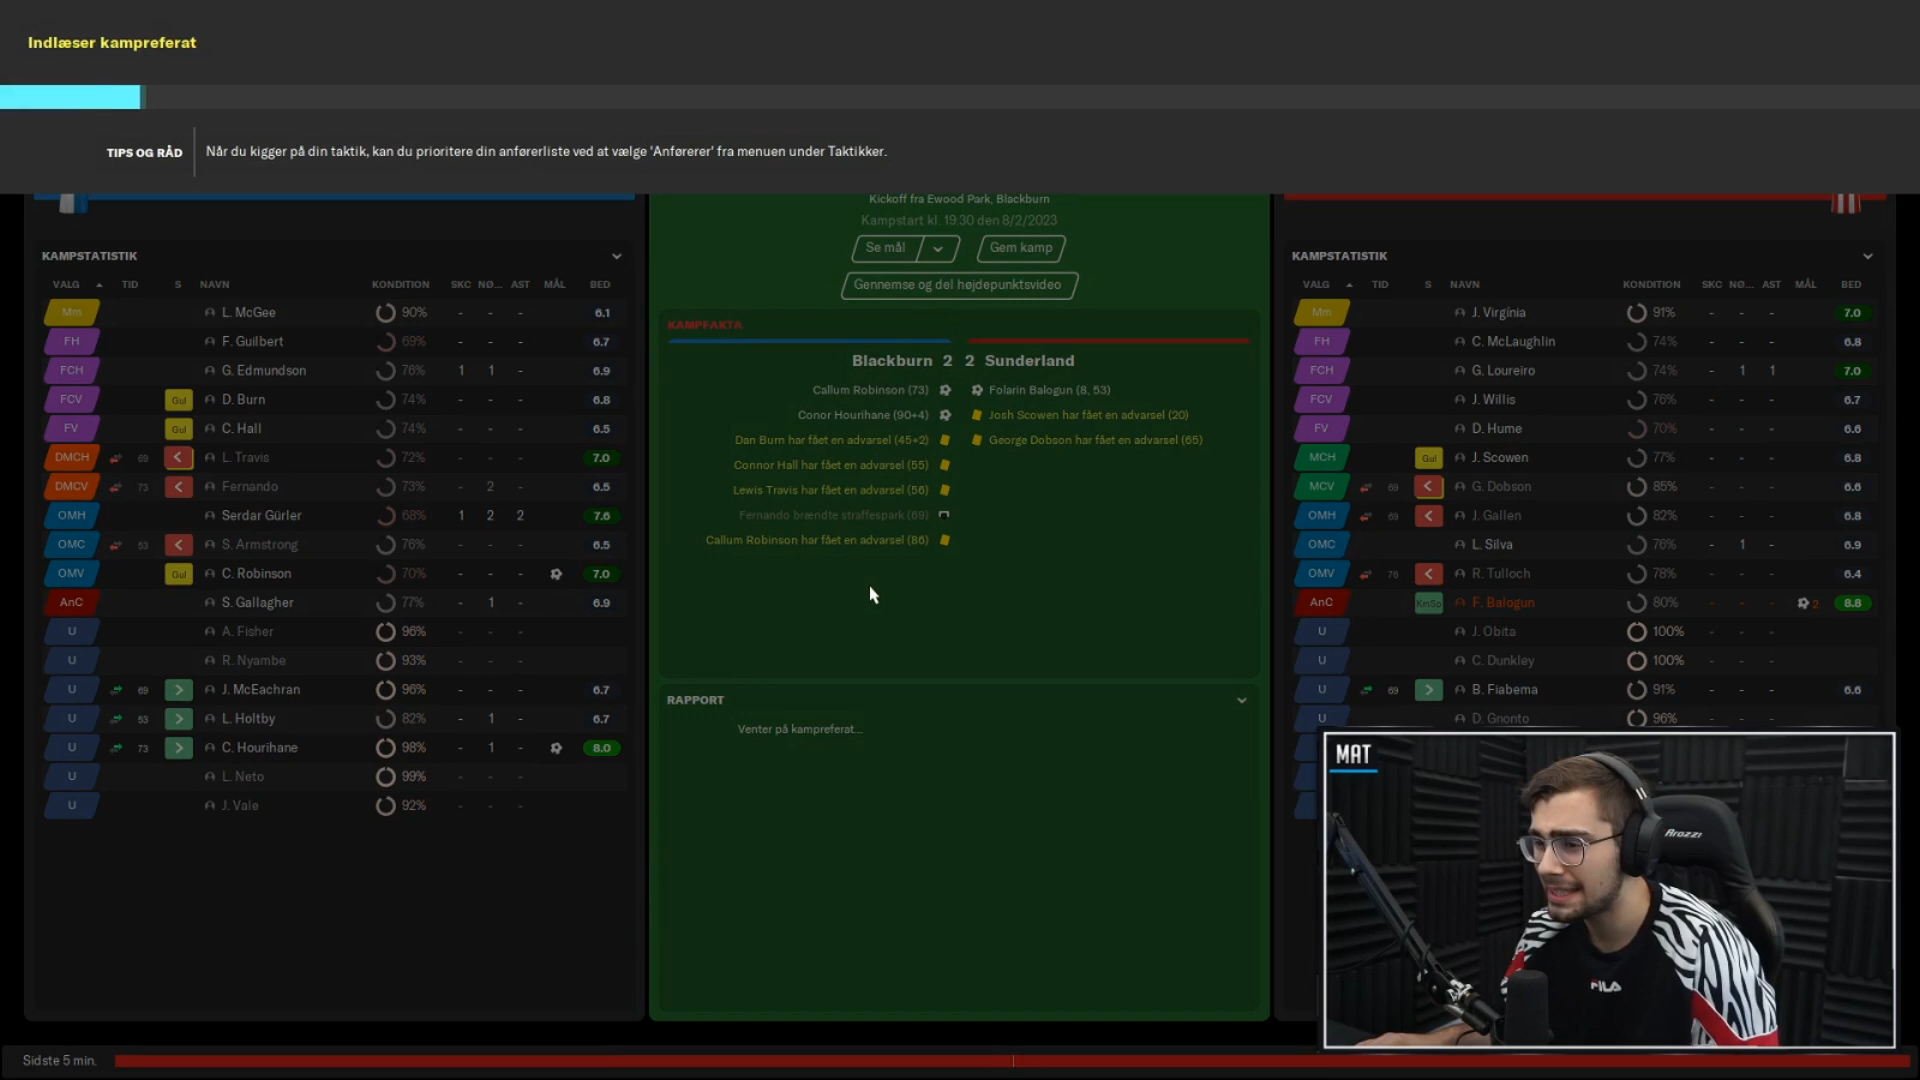 Indlæser kampreferat
TIPS OG RÅD
Når du kigger på din taktik, kan du prioritere din anførerliste ved at vælge 'Anførerer' fra menuen under Taktikker.
KAMPSTATISTIK
VALG TID S NAVN KONDITION SKC NØ... AST MÅL BED
Mm L. McGee 90% - - - 6.1
FH F. Guilbert 69% - - - 6.7
FCH G. Edmundson 76% 1 1 - 6.9
FCV Gul D. Burn 74% - - - 6.8
FV Gul C. Hall 74% - - - 6.5
DMCH 69 L. Travis 72% - - - 7.0
DMCV 73 Fernando 73% - 2 - 6.5
OMH Serdar Gürler 68% 1 2 2 7.6
OMC 53 S. Armstrong 76% - - - 6.5
OMV Gul C. Robinson 70% - - - 7.0
AnC S. Gallagher 77% - 1 - 6.9
U A. Fisher 96% - - -
U R. Nyambe 93% - - -
U 69 J. McEachran 96% - - - 6.7
U 53 L. Holtby 82% - 1 - 6.7
U 73 C. Hourihane 98% - 1 - 8.0
U L. Neto 99% - - -
U J. Vale 92% - - -
Kickoff fra Ewood Park, Blackburn
Kampstart kl. 19:30 den 8/2/2023
Se mål
Gem kamp
Gennemse og del højdepunktsvideo
KAMPFAKTA
Blackburn 2 2 Sunderland
Callum Robinson (73)
Folarin Balogun (8, 53)
Conor Hourihane (90+4)
Josh Scowen har fået en advarsel (20)
Dan Burn har fået en advarsel (45+2)
George Dobson har fået en advarsel (65)
Connor Hall har fået en advarsel (55)
Lewis Travis har fået en advarsel (56)
Fernando brændte straffespark (69)
Callum Robinson har fået en advarsel (86)
RAPPORT
Venter på kampreferat...
KAMPSTATISTIK
VALG TID S NAVN KONDITION SKC NØ... AST MÅL BED
Mm J. Virgínia 91% - - - 7.0
FH C. McLaughlin 74% - - - 6.8
FCH G. Loureiro 74% - 1 1 7.0
FCV J. Willis 76% - - - 6.7
FV D. Hume 70% - - - 6.6
MCH Gul J. Scowen 77% - - - 6.8
MCV 69 G. Dobson 85% - - - 6.6
OMH 69 J. Gallen 82% - - - 6.8
OMC L. Silva 76% - 1 - 6.9
OMV 76 R. Tulloch 78% - - - 6.4
AnC KmSp F. Balogun 80% - - - 2 8.8
U J. Obita 100% - - -
U C. Dunkley 100% - - -
U 69 B. Fiabema 91% - - - 6.6
U D. Gnonto 96% - - -
MAT
Arozzi
FILA
Sidste 5 min.